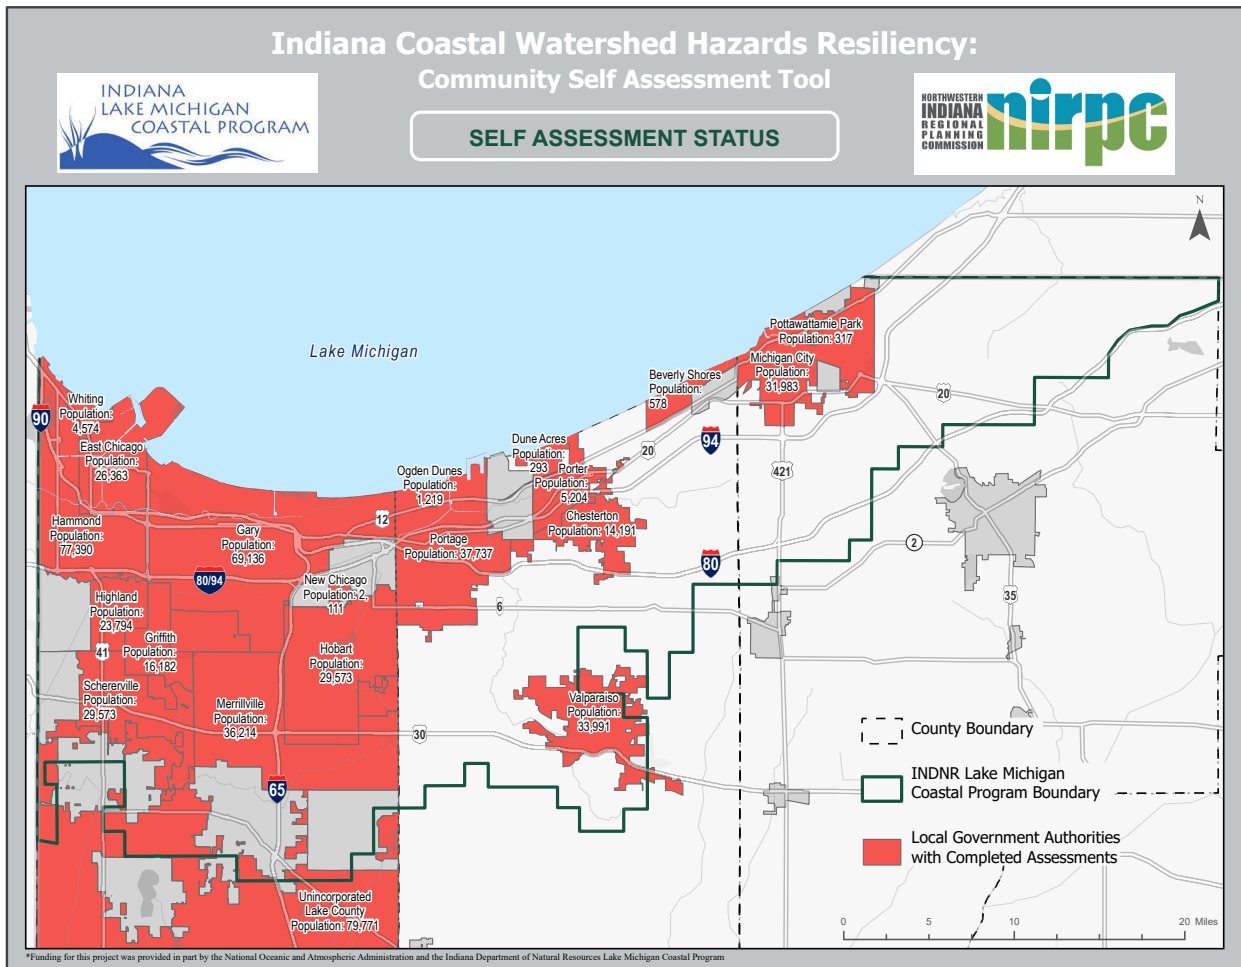 Indiana Coastal Watershed Hazards Resiliency:
Community Self Assessment Tool
INDIANA
LAKE MICHIGAN
COASTAL PROGRAM
SELF ASSESSMENT STATUS
NORTHWESTERN
INDIANA
REGIONAL
PLANNING
COMMISSION
nirpc
N
Lake Michigan
Pottawattamie Park
Population: 317
Michigan City
Population:
31,983
Beverly Shores
Population:
578
Whiting
Population:
4,574
East Chicago
Population:
26,363
Dune Acres
Population:
293
Porter
Population:
5,204
Ogden Dunes
Population:
1,219
Chesterton
Population: 14,191
Hammond
Population:
77,390
Gary
Population:
69,136
Portage
Population: 37,737
New Chicago
Population: 2,
111
Highland
Population:
23,794
Griffith
Population:
16,182
Hobart
Population:
29,573
Schererville
Population:
29,573
Merrillville
Population:
36,214
Valparaiso
Population:
33,991
Unincorporated
Lake County
Population: 79,771
90
20
94
20
421
12
2
80/94
80
6
35
41
30
65
County Boundary
INDNR Lake Michigan
Coastal Program Boundary
Local Government Authorities
with Completed Assessments
0 5 10 20 Miles
*Funding for this project was provided in part by the National Oceanic and Atmospheric Administration and the Indiana Department of Natural Resources Lake Michigan Coastal Program